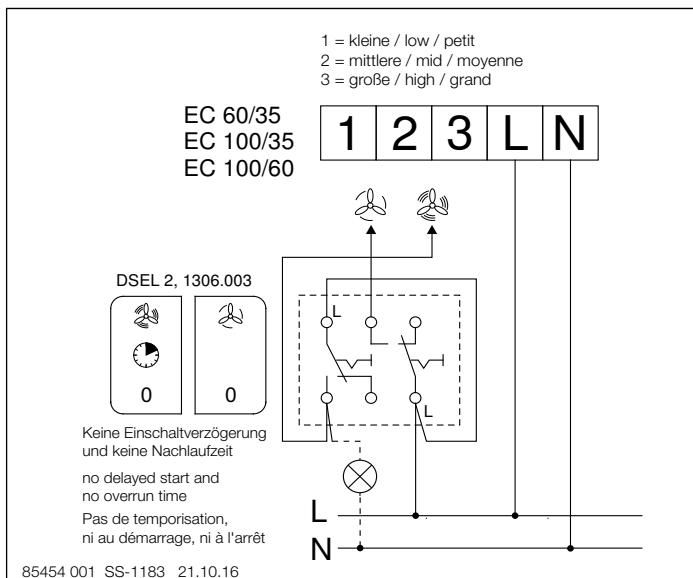 1 = kleine / low / petit
2 = mittlere / mid / moyenne
3 = große / high / grand
EC 60/35
EC 100/35
EC 100/60
1 2 3 L N
DSEL 2, 1306.003
L
0 0
L
Keine Einschaltverzögerung
und keine Nachlaufzeit
no delayed start and
no overrun time
Pas de temporisation,
ni au démarrage, ni à l'arrêt
L
N
85454 001 SS-1183 21.10.16